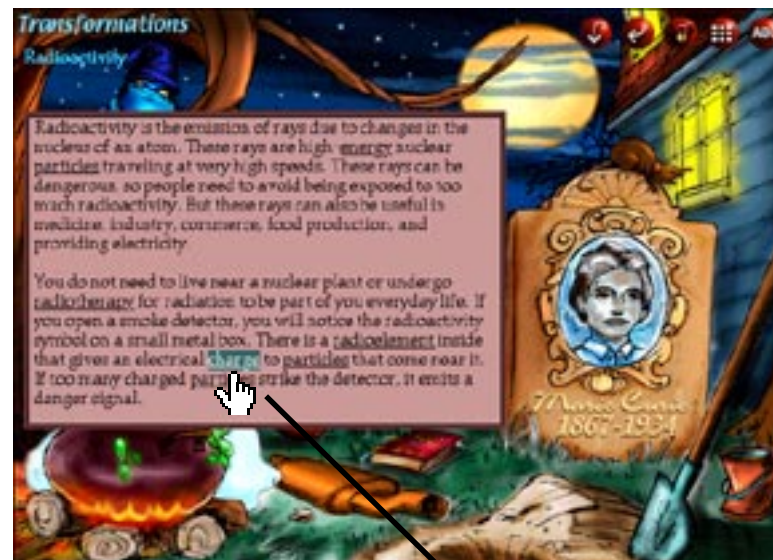 Transformations
Radioactivity
ADI
Radioactivity is the emission of rays due to changes in the
nucleus of an atom. These rays are high energy nuclear
particles traveling at very high speeds. These rays can be
dangerous, so people need to avoid being exposed to too
much radioactivity. But these rays can also be useful in
medicine, industry, commerce, food production, and
providing electricity
You do not need to live near a nuclear plant or undergo
radiotherapy for radiation to be part of you everyday life. If
you open a smoke detector, you will notice the radioactivity
symbol on a small metal box. There is a radioelement inside
that gives an electrical charge to particles that come near it.
If too many charged particles strike the detector, it emits a
danger signal.
Marie Curie
1867-1934